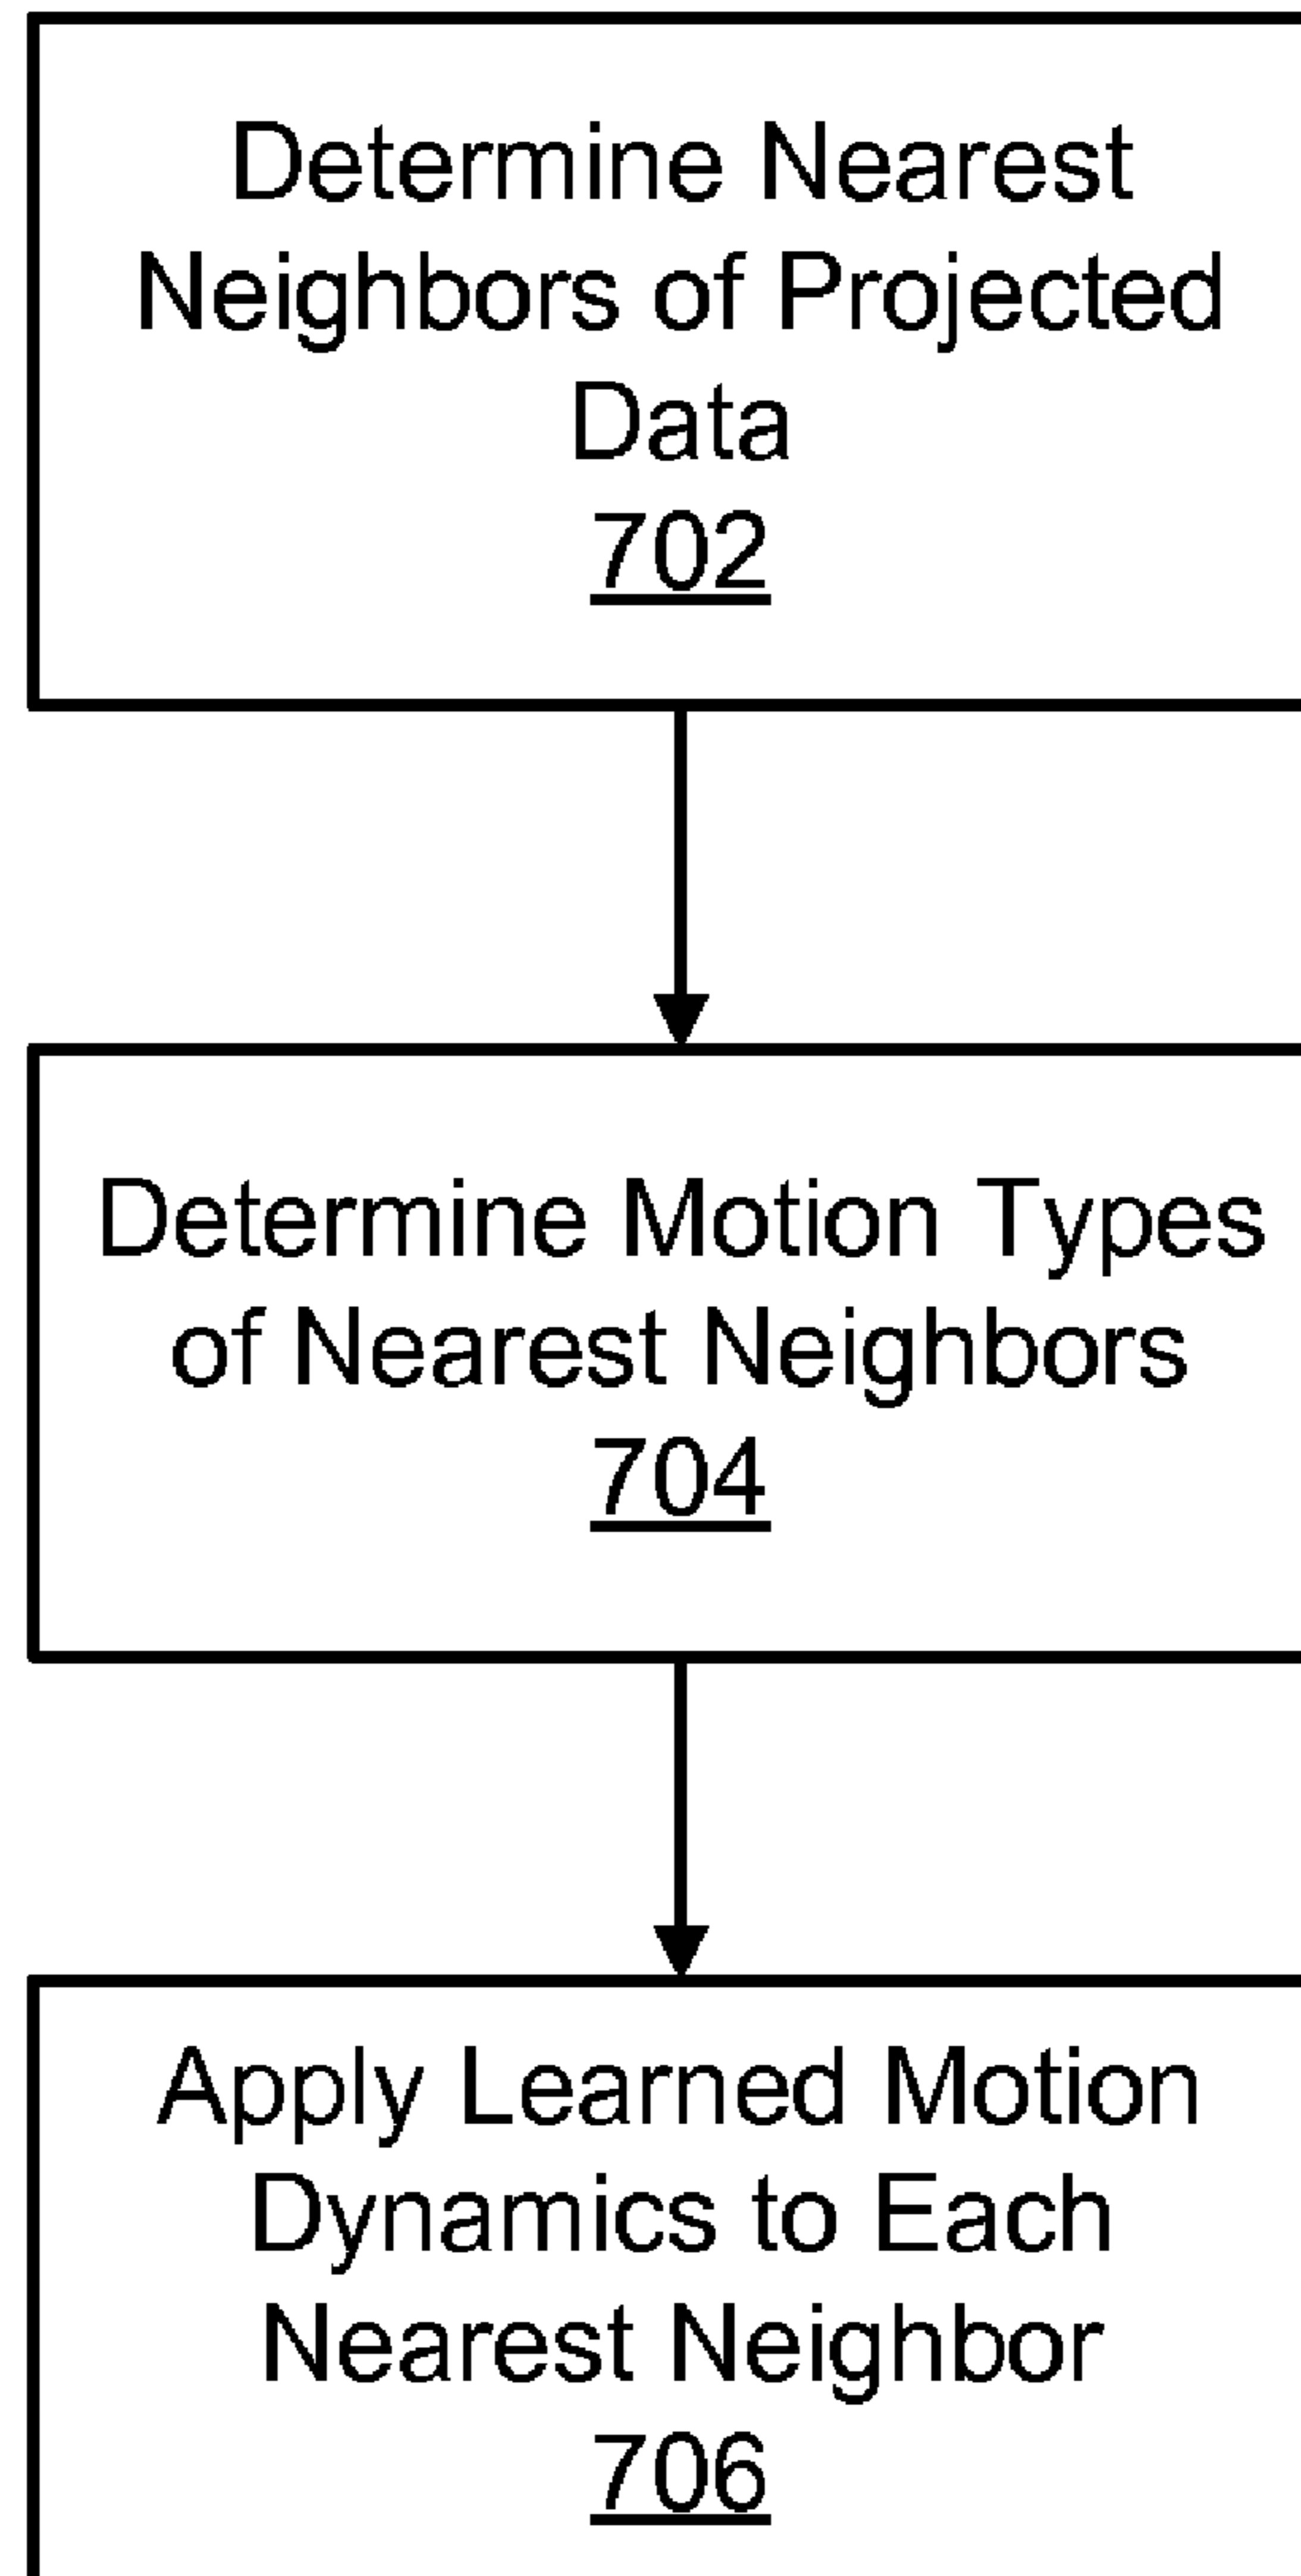 Determine Nearest
Neighbors of Projected
Data
702
Determine Motion Types
of Nearest Neighbors
704
Apply Learned Motion
Dynamics to Each
Nearest Neighbor
706